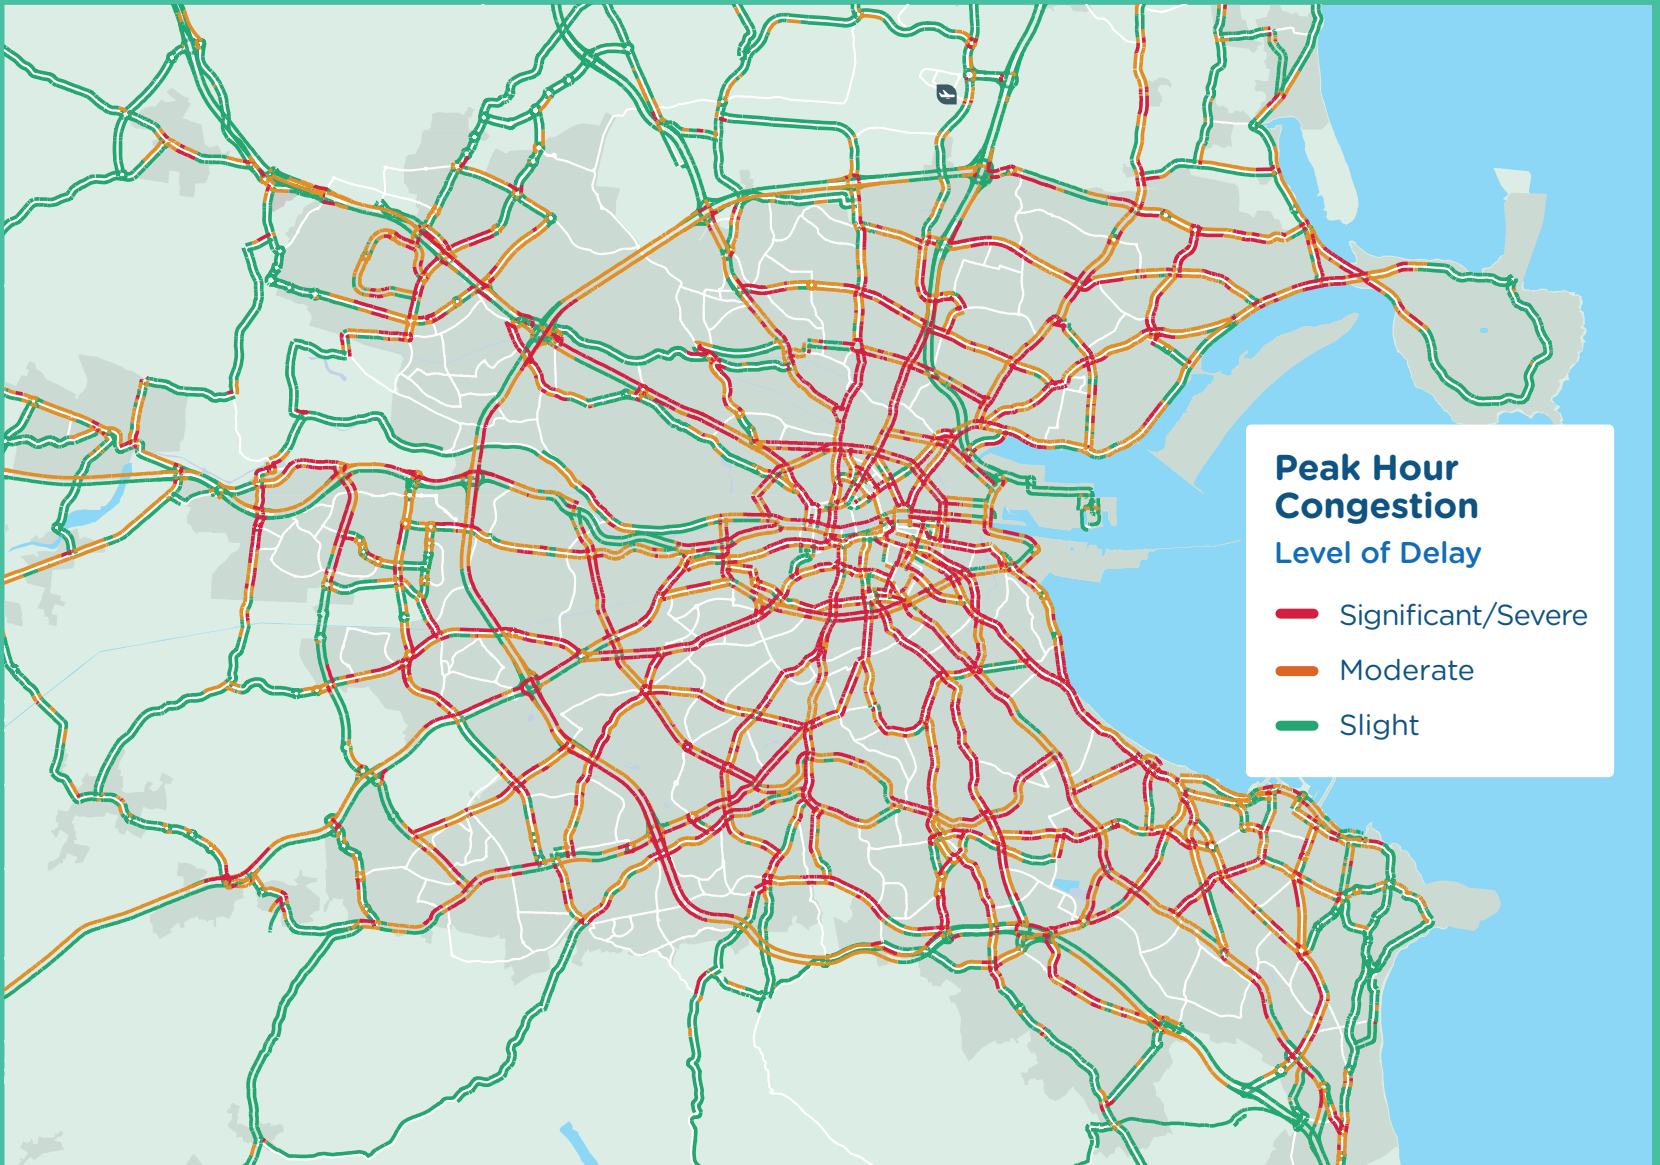 Peak Hour
Congestion
Level of Delay
Significant/Severe
Moderate
Slight